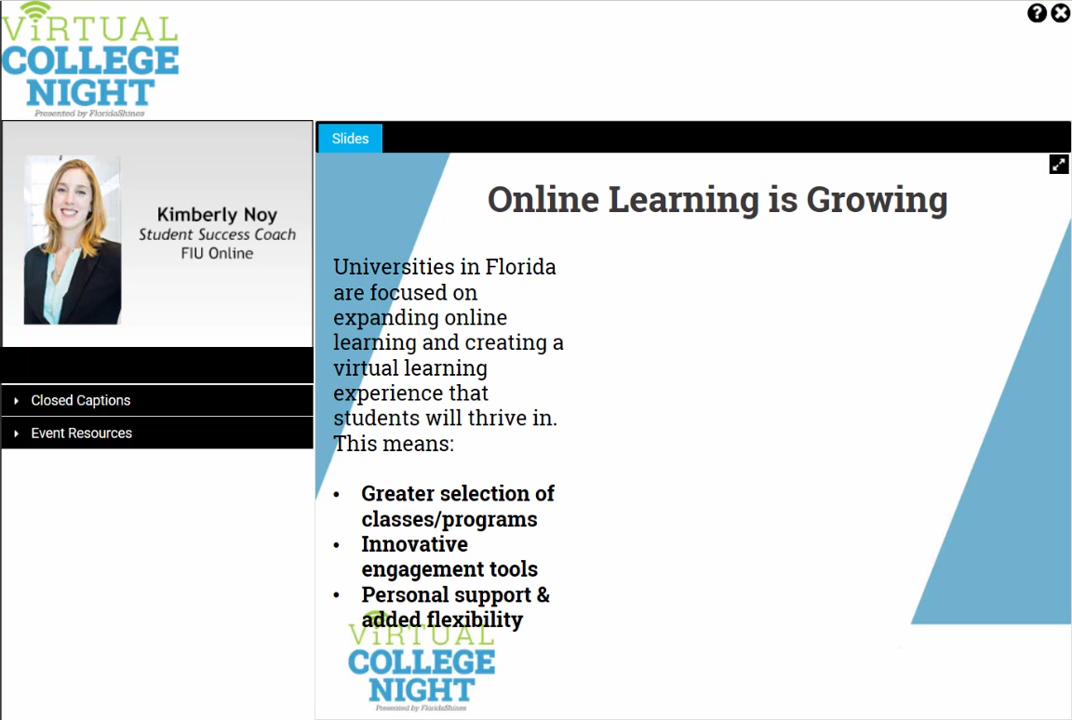 ViRTUAL
COLLEGE
NIGHT
Presented by FloridaShines
?
Kimberly Noy
Student Success Coach
FIU Online
Closed Captions
Event Resources
Slides
Online Learning is Growing
Universities in Florida
are focused on
expanding online
learning and creating a
virtual learning
experience that
students will thrive in.
This means:
• Greater selection of
classes/programs
• Innovative
engagement tools
• Personal support &
added flexibility
ViRTUAL
COLLEGE
NIGHT
Presented by FloridaShines